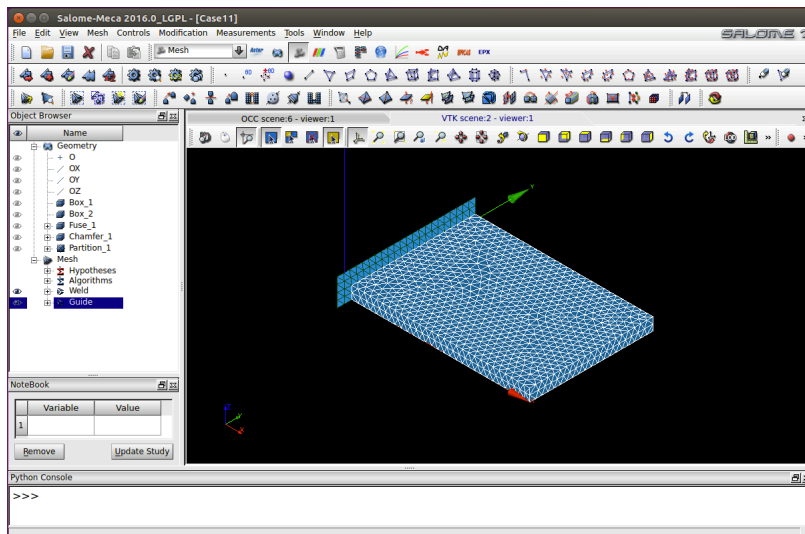 Salome-Meca 2016.0_LGPL - [Case11]
File Edit View Mesh Controls Modification Measurements Tools Window Help
SALOME 7
Mesh
Object Browser
OCC scene:6 - viewer:1
VTK scene:2 - viewer:1
Name
Geometry
O
OX
OY
OZ
Box_1
Box_2
Fuse_1
Chamfer_1
Partition_1
Mesh
Hypotheses
Algorithms
Weld
Guide
NoteBook
Variable Value
1
Remove Update Study
Python Console
>>>